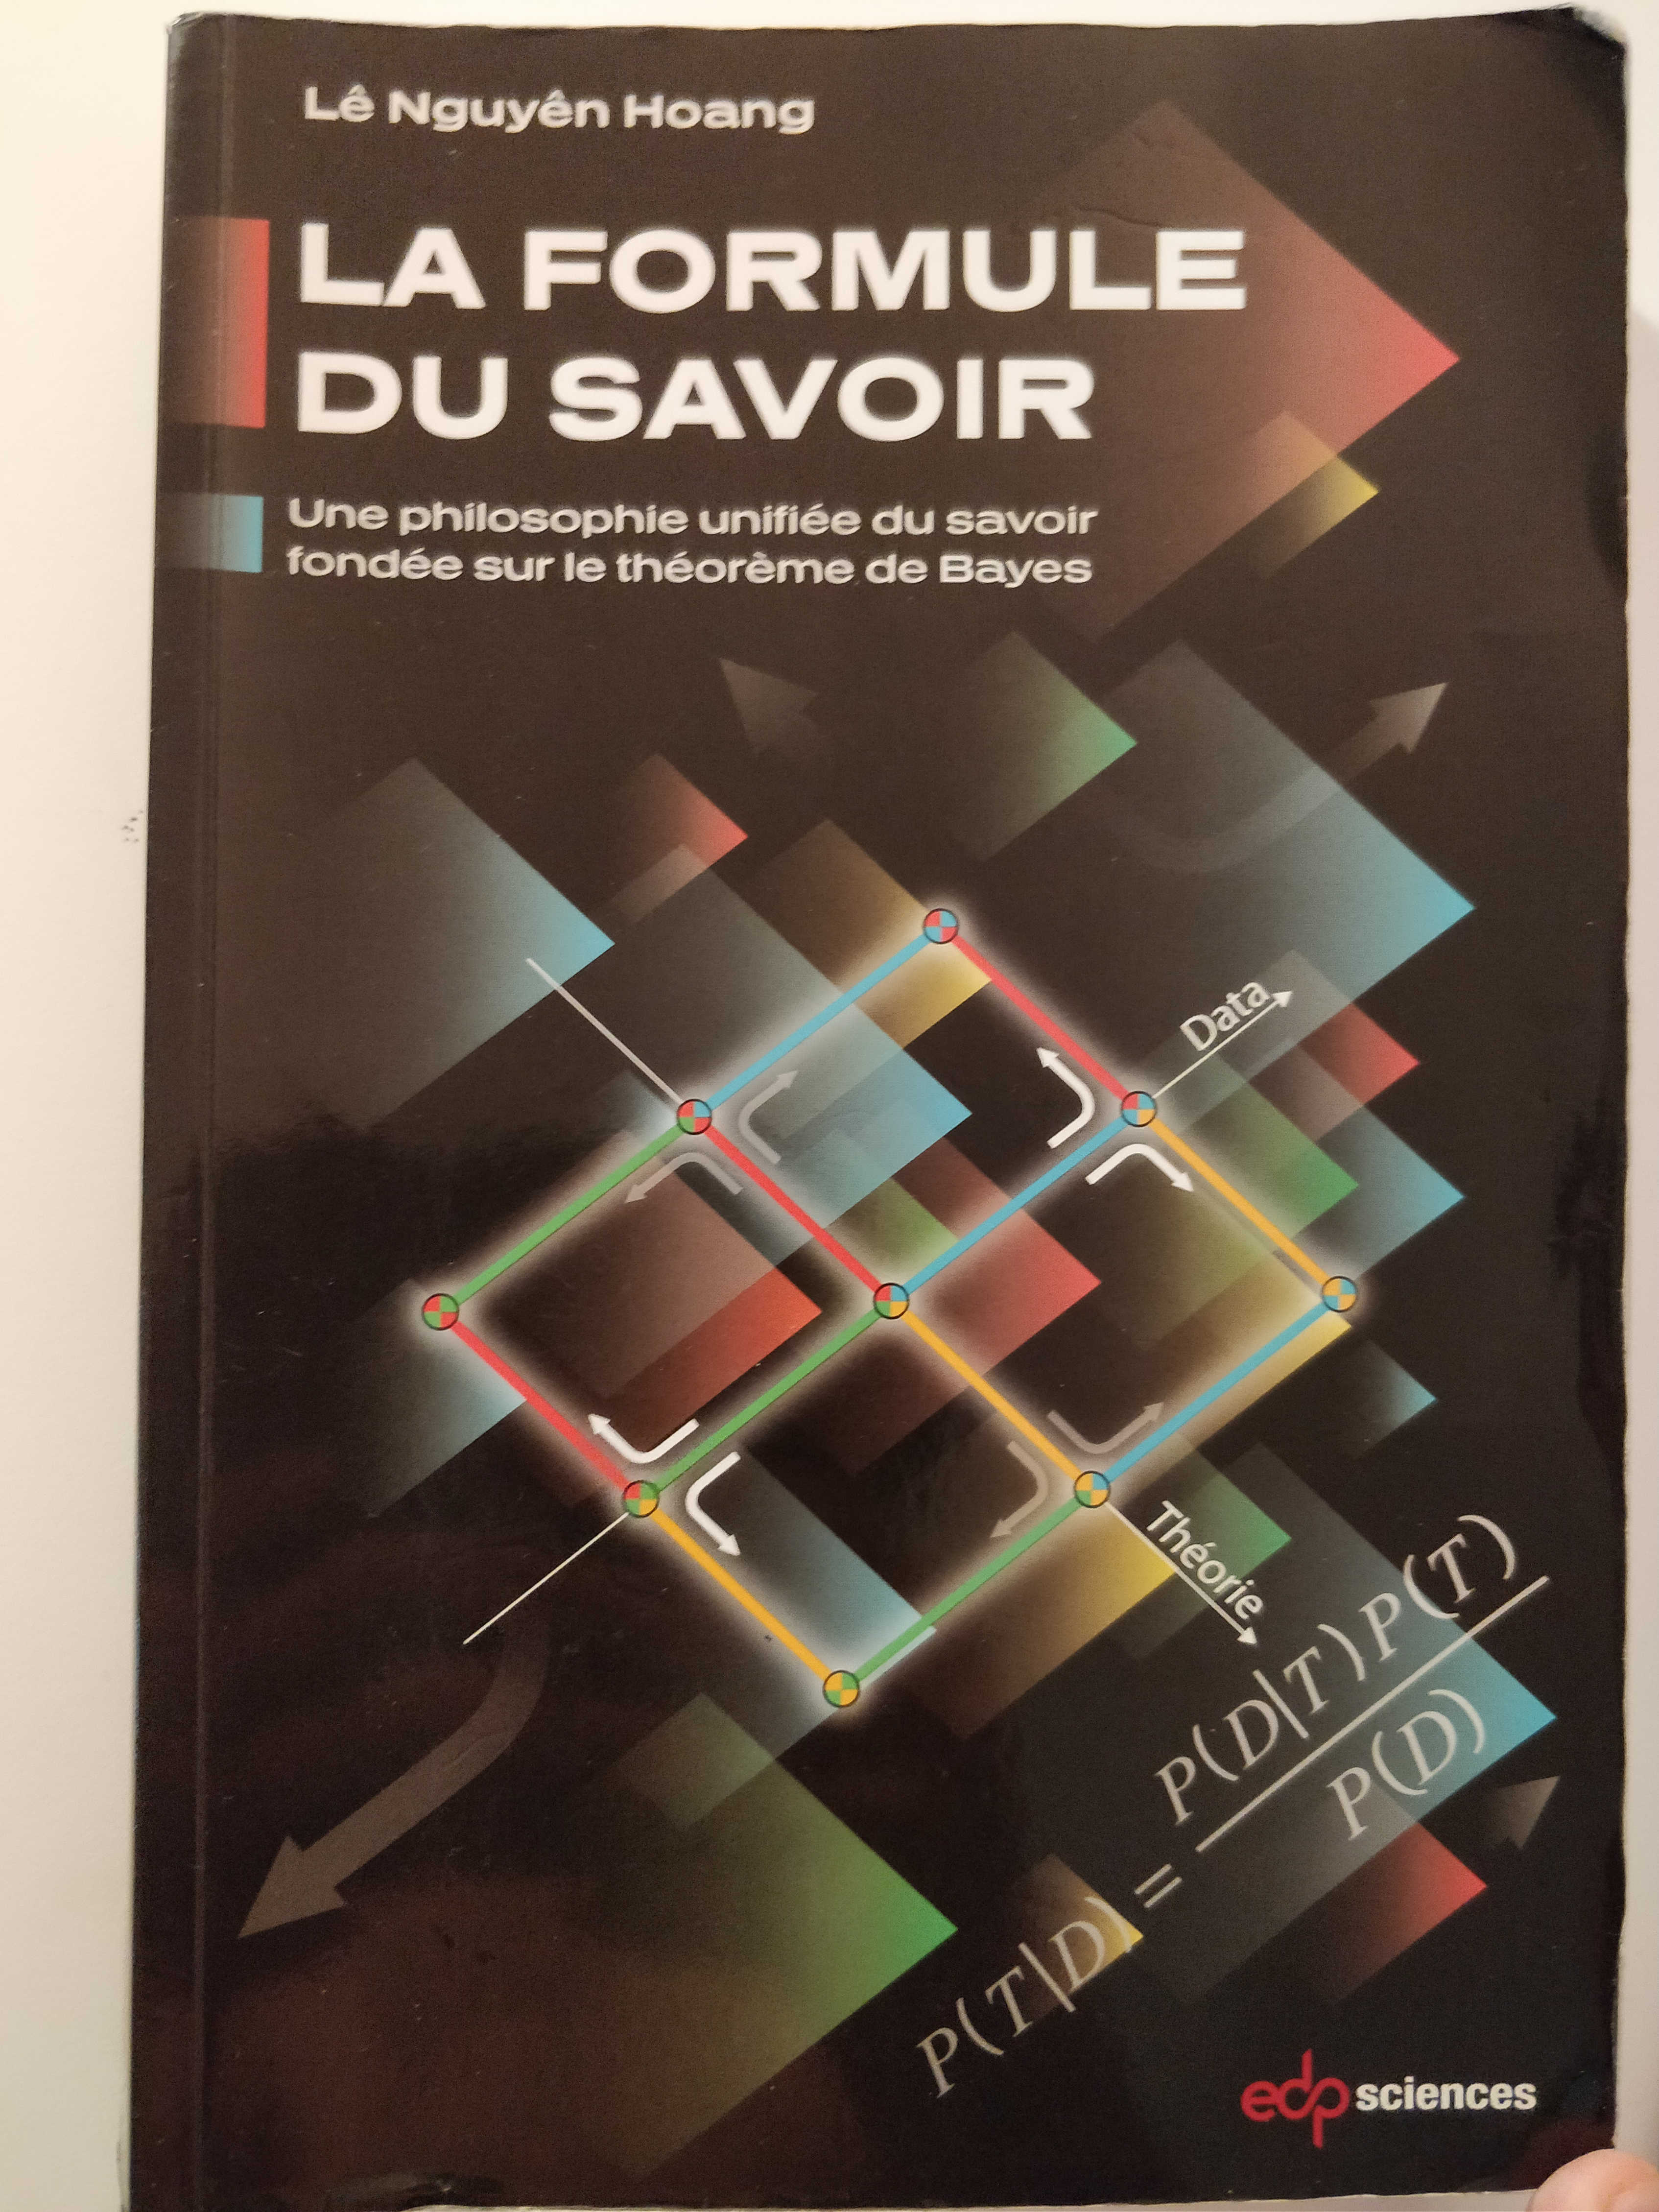 Lê Nguyên Hoang
LA FORMULE
DU SAVOIR
Une philosophie unifiée du savoir
fondée sur le théorème de Bayes
Data
Théorie
P(T|D) = P(D|T)P(T) / P(D)
edp sciences